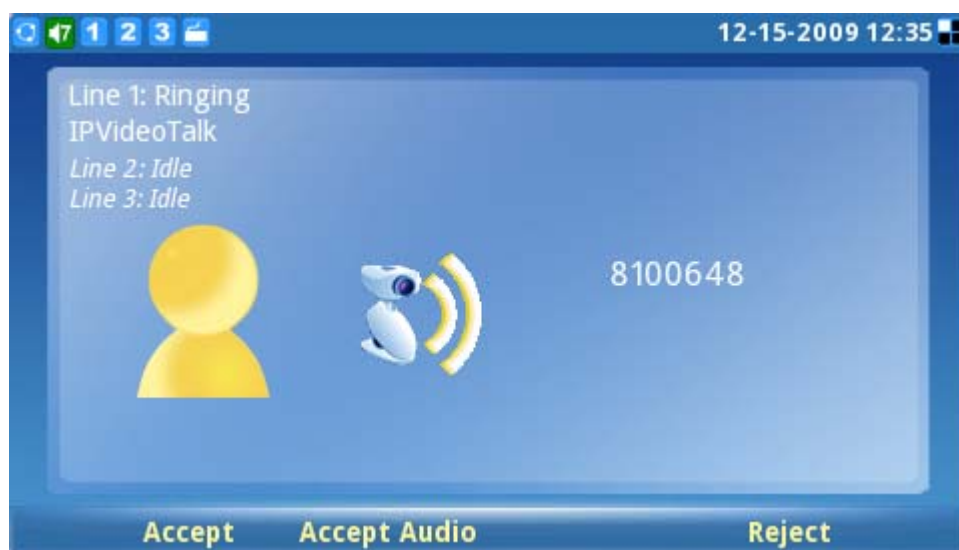 7 1 2 3 12-15-2009 12:35
Line 1: Ringing
IPVideoTalk
Line 2: Idle
Line 3: Idle
8100648
Accept Accept Audio Reject